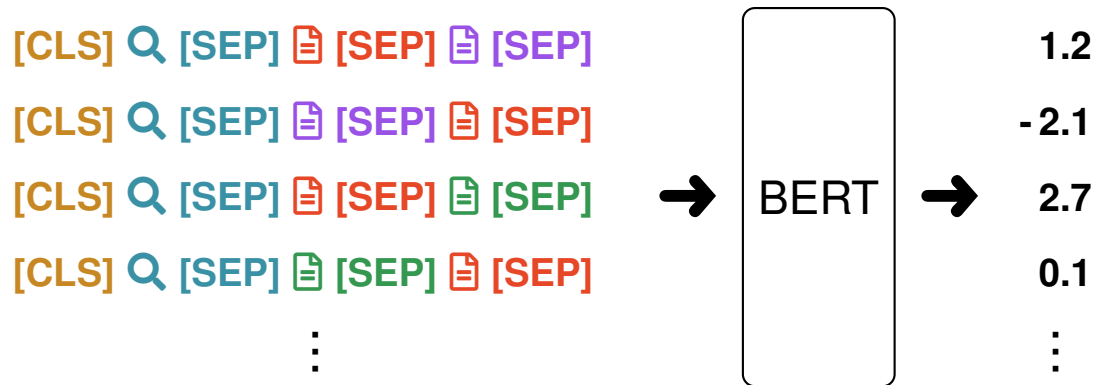 [CLS] [SEP] [SEP] [SEP] 1.2
[CLS] [SEP] [SEP] [SEP] -2.1
[CLS] [SEP] [SEP] [SEP] BERT 2.7
[CLS] [SEP] [SEP] [SEP] 0.1
⋮ ⋮